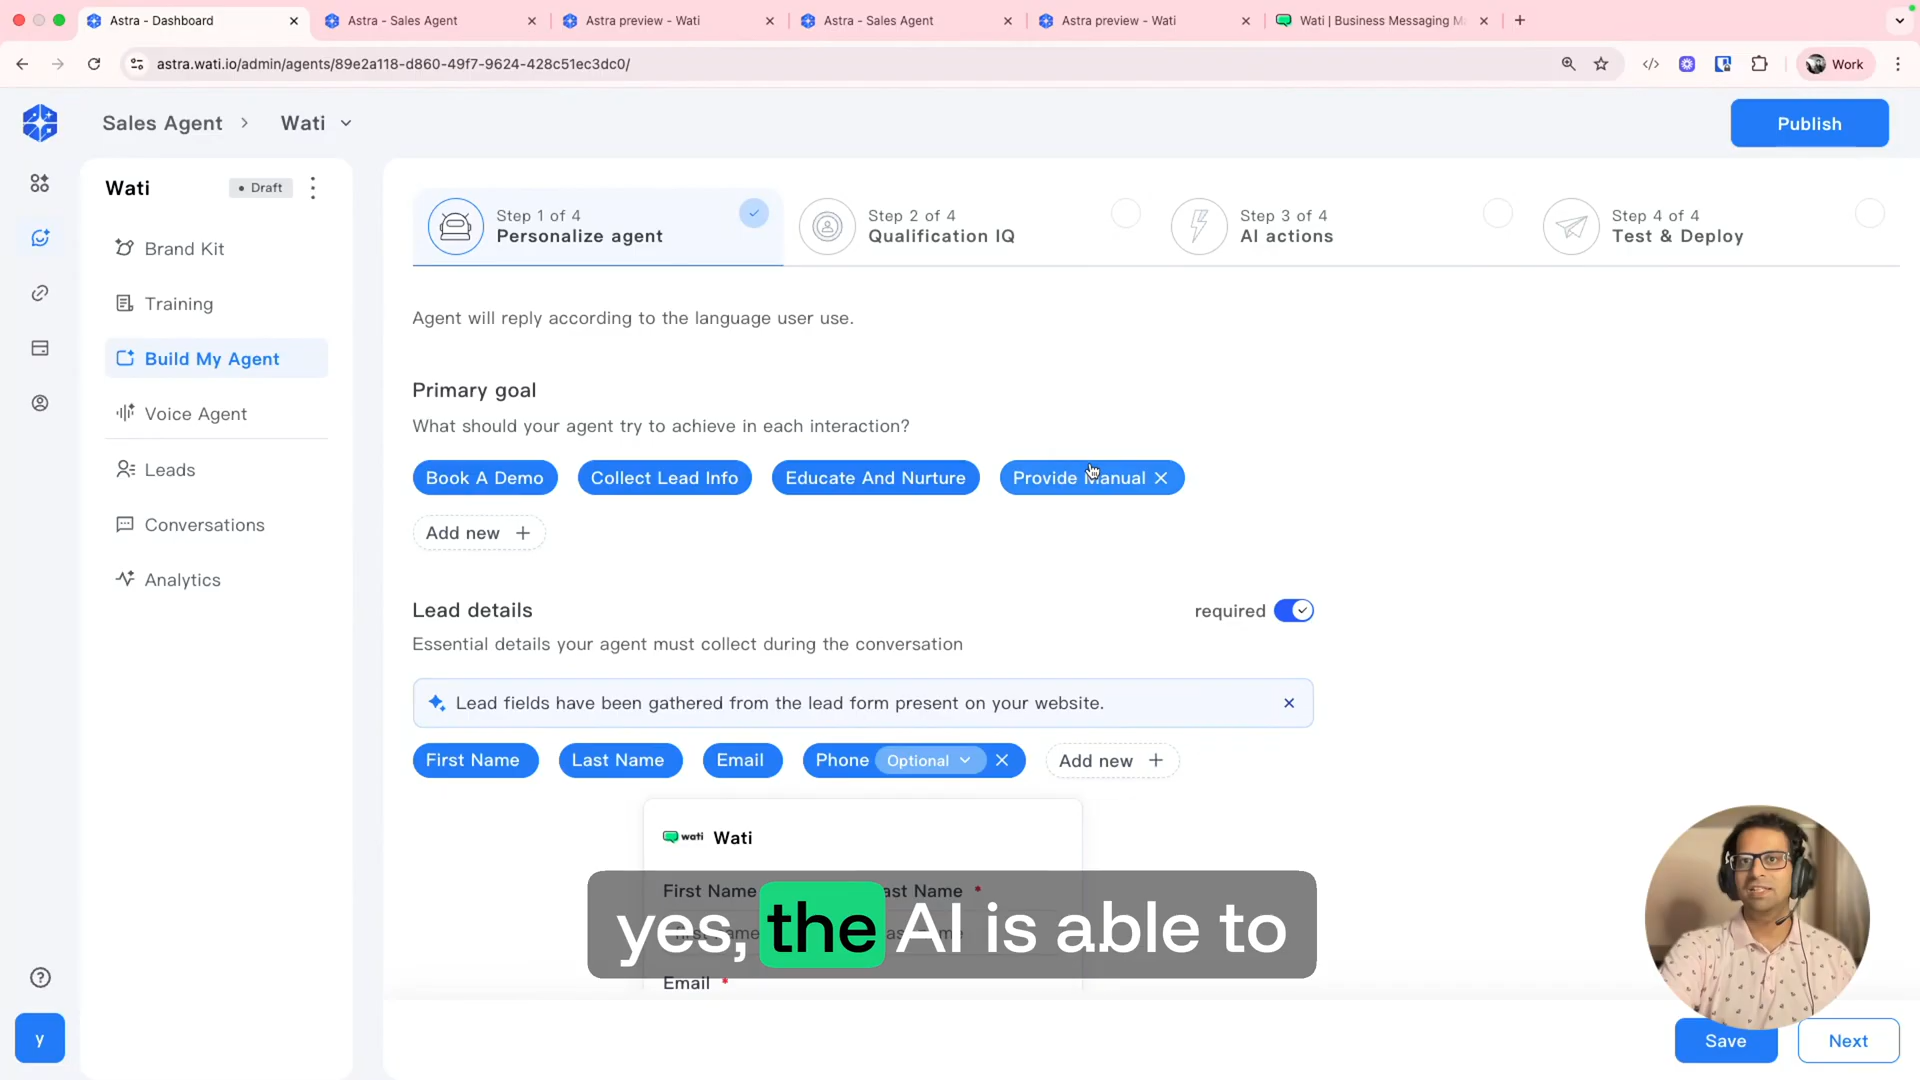 Astra - Dashboard
Astra - Sales Agent
Astra preview - Wati
Astra - Sales Agent
Astra preview - Wati
Wati | Business Messaging M
astra.wati.io/admin/agents/89e2a118-d860-49f7-9624-428c51ec3dc0/
Work
Sales Agent > Wati
Publish
Wati
• Draft
Brand Kit
Training
Build My Agent
Voice Agent
Leads
Conversations
Analytics
y
Step 1 of 4
Personalize agent
Step 2 of 4
Qualification IQ
Step 3 of 4
AI actions
Step 4 of 4
Test & Deploy
Agent will reply according to the language user use.
Primary goal
What should your agent try to achieve in each interaction?
Book A Demo
Collect Lead Info
Educate And Nurture
Provide Manual
Add new +
Lead details
required
Essential details your agent must collect during the conversation
Lead fields have been gathered from the lead form present on your website.
First Name
Last Name
Email
Phone Optional
Add new +
wati Wati
First Name
Last Name *
yes, the AI is able to
Email *
Save
Next